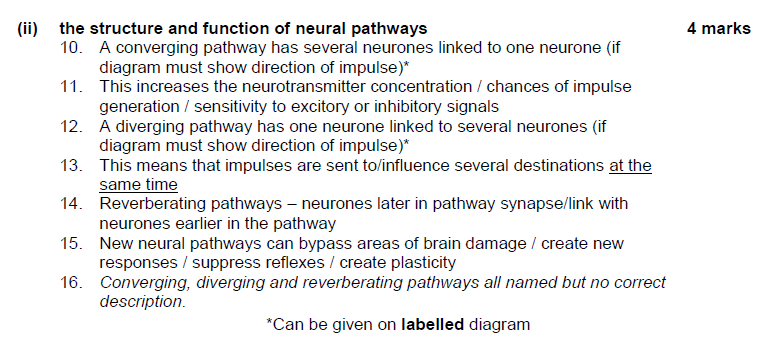 (ii) the structure and function of neural pathways 4 marks
10. A converging pathway has several neurones linked to one neurone (if
diagram must show direction of impulse)*
11. This increases the neurotransmitter concentration / chances of impulse
generation / sensitivity to excitory or inhibitory signals
12. A diverging pathway has one neurone linked to several neurones (if
diagram must show direction of impulse)*
13. This means that impulses are sent to/influence several destinations at the
same time
14. Reverberating pathways – neurones later in pathway synapse/link with
neurones earlier in the pathway
15. New neural pathways can bypass areas of brain damage / create new
responses / suppress reflexes / create plasticity
16. Converging, diverging and reverberating pathways all named but no correct
description.
*Can be given on labelled diagram